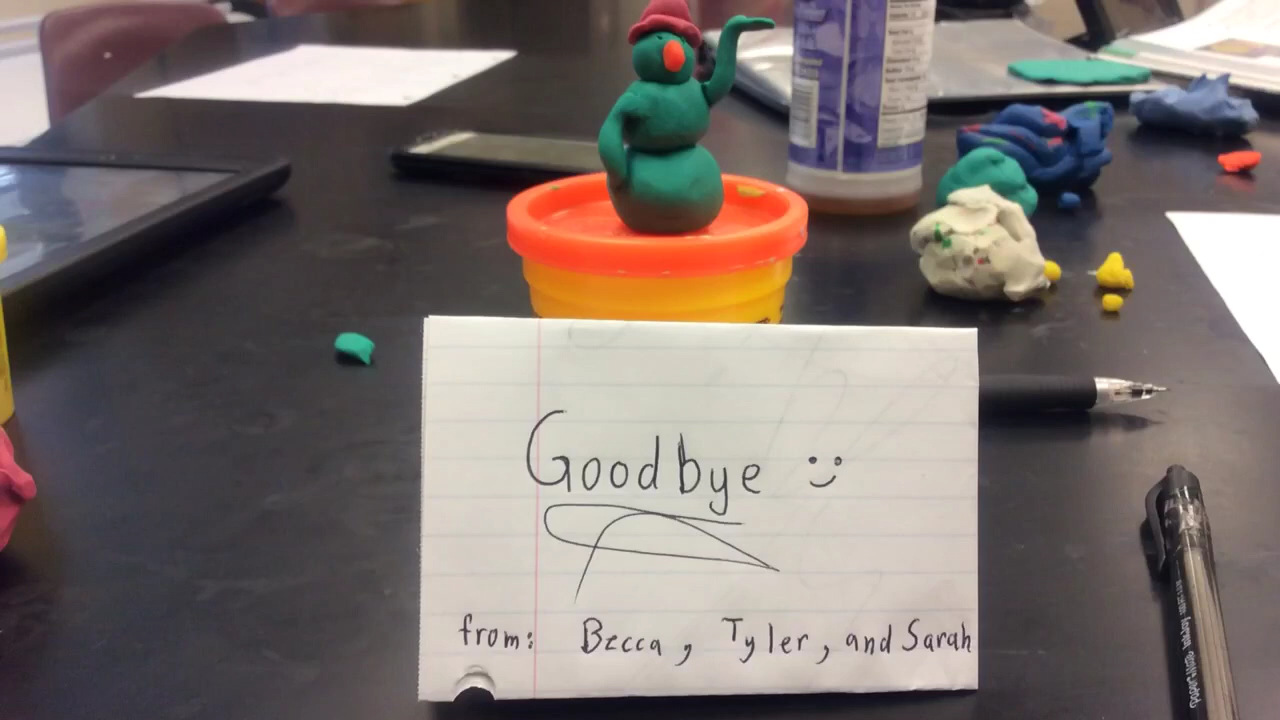 Goodbye :)
from: Becca, Tyler, and Sarah